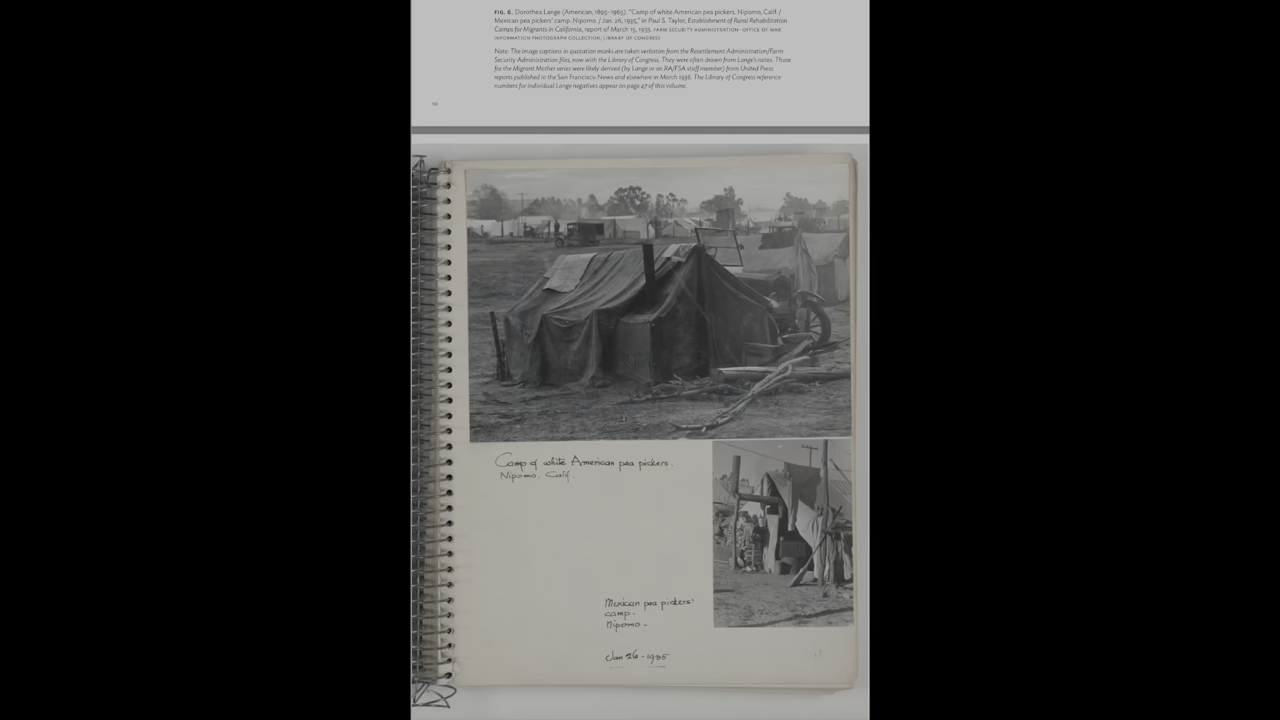 FIG. 6. Dorothea Lange (American, 1895–1965). "Camp of white American pea pickers. Nipomo, Calif. /
Mexican pea pickers' camp. Nipomo. / Jan. 26, 1935," in Paul S. Taylor, Establishment of Rural Rehabilitation
Camps for Migrants in California, report of March 15, 1935. FARM SECURITY ADMINISTRATION–OFFICE OF WAR
INFORMATION PHOTOGRAPH COLLECTION, LIBRARY OF CONGRESS
Note: The image captions in quotation marks are taken verbatim from the Resettlement Administration/Farm
Security Administration files, now with the Library of Congress. They were often drawn from Lange's notes. Those
for the Migrant Mother series were likely derived (by Lange or an RA/FSA staff member) from United Press
reports published in the San Francisco News and elsewhere in March 1936. The Library of Congress reference
numbers for individual Lange negatives appear on page 47 of this volume.
Camp of white American pea pickers.
Nipomo. Calif.
Mexican pea pickers'
camp.
Nipomo -
Jan 26 - 1935